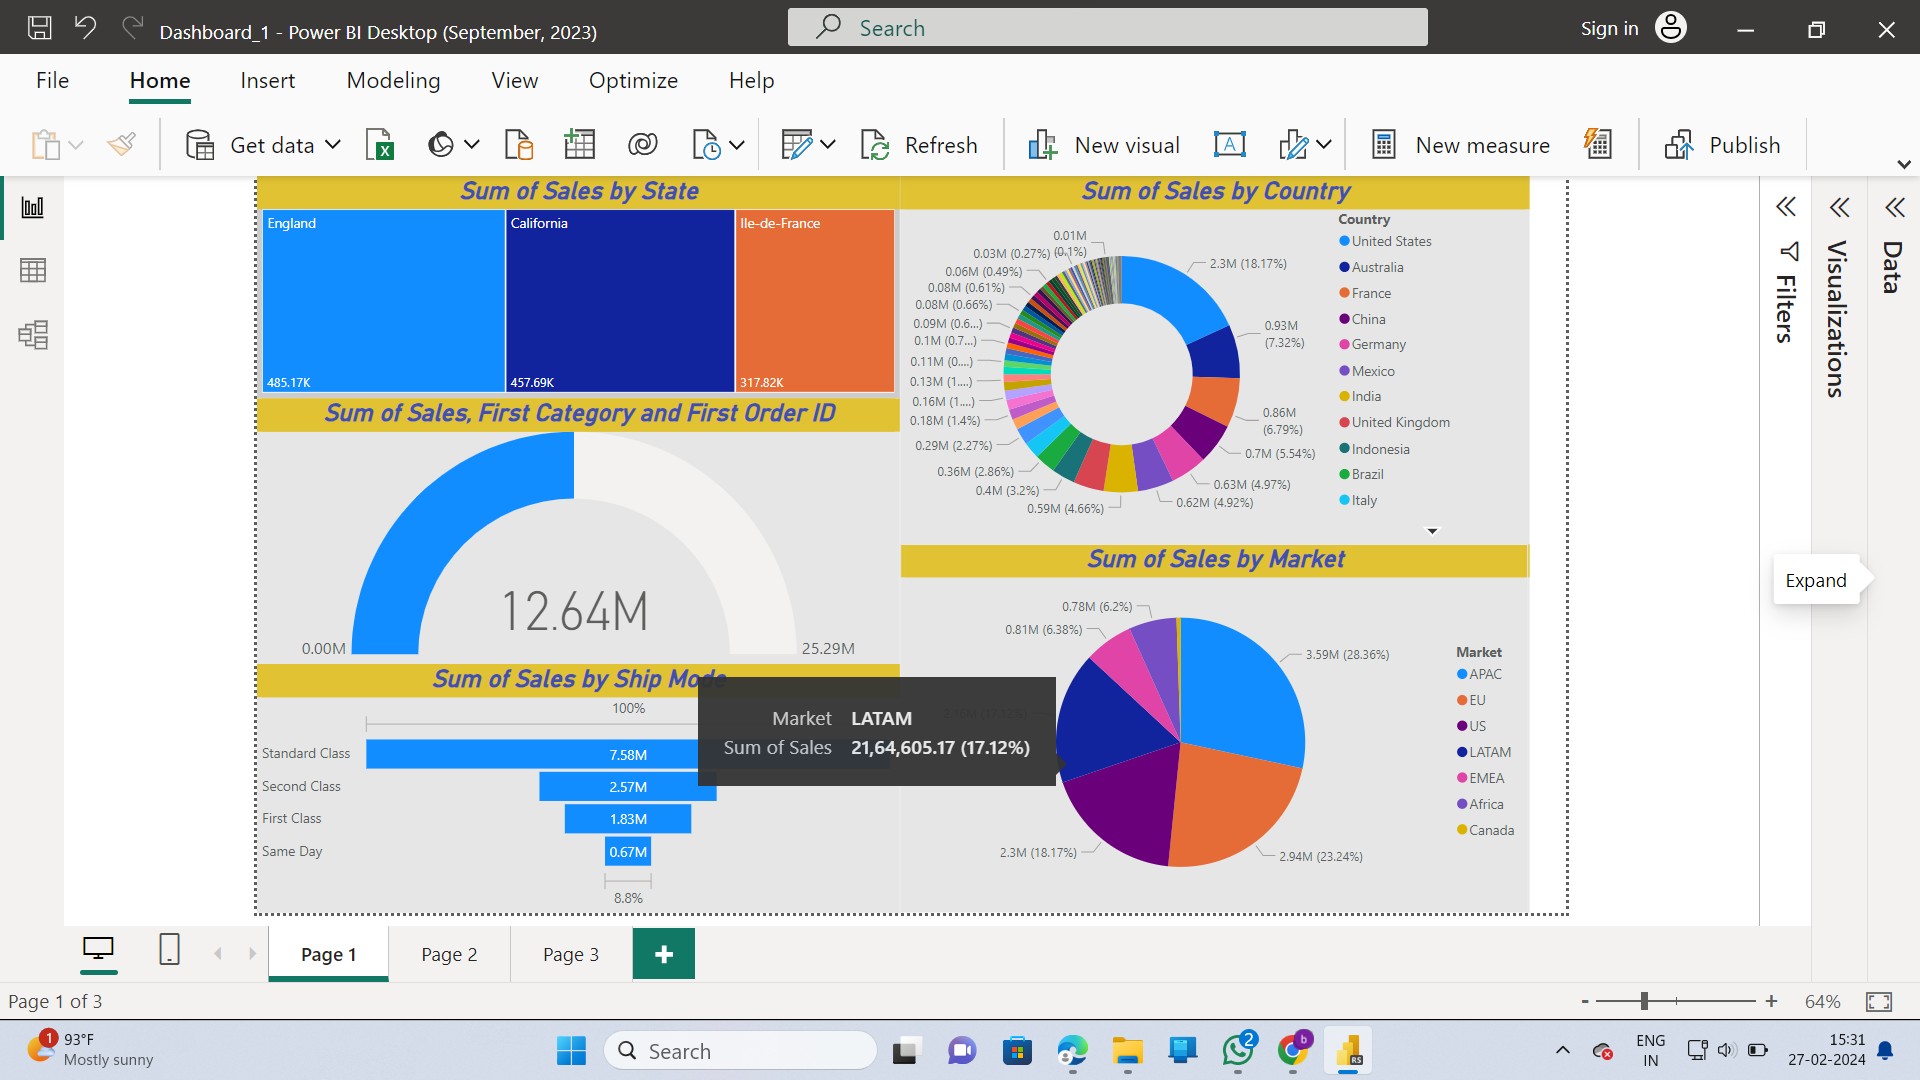 Dashboard_1 - Power BI Desktop (September, 2023)
Search
Sign in
File Home Insert Modeling View Optimize Help
Get data
Refresh
New visual
A
New measure
Publish
Sum of Sales by State
England
485.17K
California
457.69K
Ile-de-France
317.82K
Sum of Sales, First Category and First Order ID
12.64M
0.00M
25.29M
Sum of Sales by Ship Mode
100%
Standard Class 7.58M
Second Class 2.57M
First Class 1.83M
Same Day 0.67M
8.8%
Sum of Sales by Country
0.01M
(0.1%)
0.03M (0.27%)
0.06M (0.49%)
0.08M (0.61%)
0.08M (0.66%)
0.09M (0.6...)
0.1M (0.7...)
0.11M (0....)
0.13M (1....)
0.16M (1....)
0.18M (1.4%)
0.29M (2.27%)
0.36M (2.86%)
0.4M (3.2%)
0.59M (4.66%)
0.62M (4.92%)
0.63M (4.97%)
0.7M (5.54%)
0.86M
(6.79%)
0.93M
(7.32%)
2.3M (18.17%)
Country
United States
Australia
France
China
Germany
Mexico
India
United Kingdom
Indonesia
Brazil
Italy
Sum of Sales by Market
0.78M (6.2%)
0.81M (6.38%)
3.59M (28.36%)
2.3M (18.17%)
2.94M (23.24%)
Market LATAM
Sum of Sales 21,64,605.17 (17.12%)
Market
APAC
EU
US
LATAM
EMEA
Africa
Canada
Filters
Visualizations
Data
Expand
Page 1 Page 2 Page 3 +
Page 1 of 3
- + 64%
1
93°F
Mostly sunny
Search
2
b
RS
ENG
IN
15:31
27-02-2024